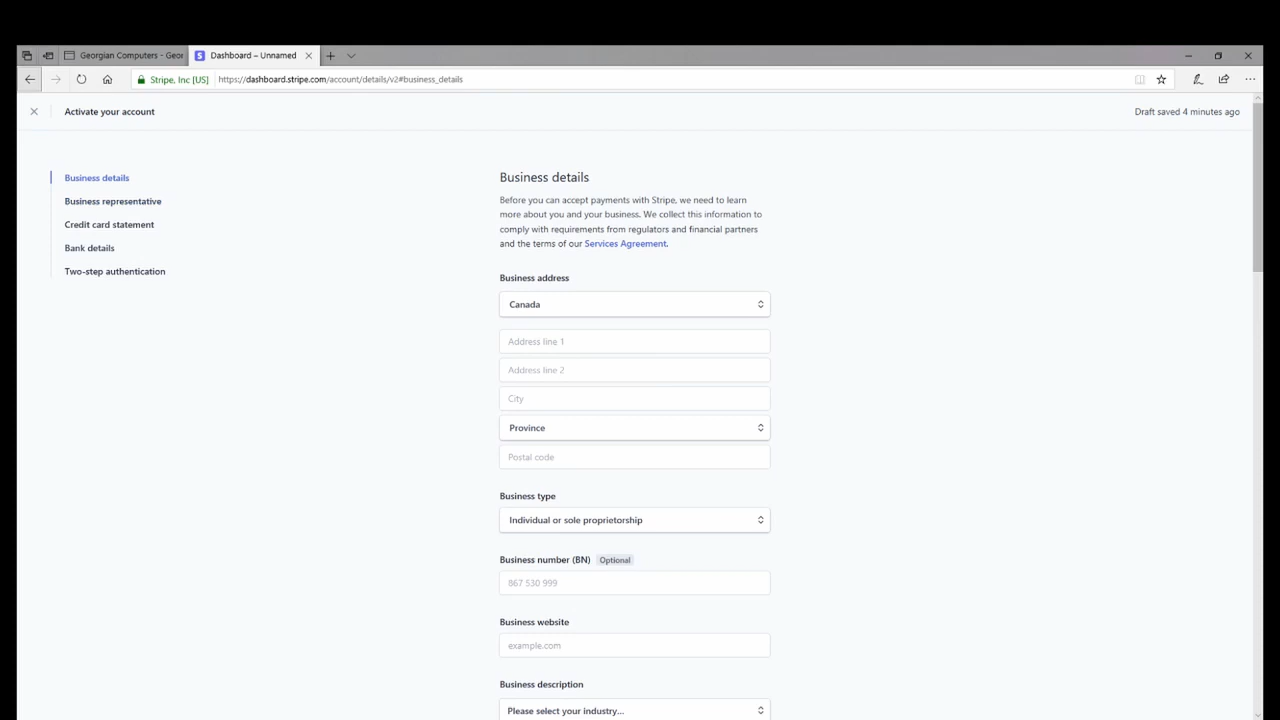 Georgian Computers - Geor
Dashboard – Unnamed
Stripe, Inc [US]
https://dashboard.stripe.com/account/details/v2#business_details
Activate your account
Draft saved 4 minutes ago
Business details
Business representative
Credit card statement
Bank details
Two-step authentication
Business details
Before you can accept payments with Stripe, we need to learn
more about you and your business. We collect this information to
comply with requirements from regulators and financial partners
and the terms of our Services Agreement.
Business address
Canada
Address line 1
Address line 2
City
Province
Postal code
Business type
Individual or sole proprietorship
Business number (BN) Optional
867 530 999
Business website
example.com
Business description
Please select your industry...